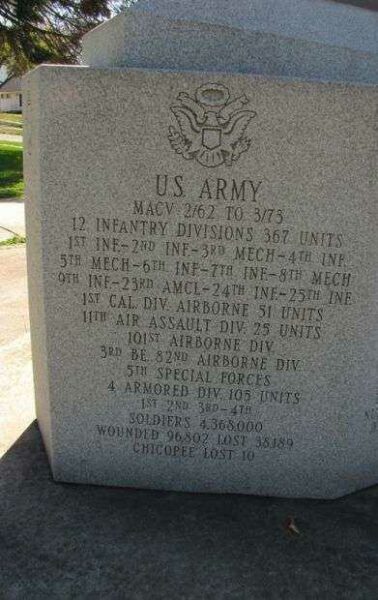 U.S. ARMY
MACV 2/62 TO 3/73
12 INFANTRY DIVISIONS 367 UNITS
1ST INF-2ND INF-3RD MECH-4TH INF.
5TH MECH-6TH INF-7TH INF-8TH MECH
9TH INF-23RD AMCL-24TH INF-25TH INF
1ST CAL DIV. AIRBORNE 51 UNITS
11TH AIR ASSAULT DIV. 25 UNITS
101ST AIRBORNE DIV.
3RD BE. 82ND AIRBORNE DIV
5TH SPECIAL FORCES
4 ARMORED DIV. 105 UNITS
1ST 2ND 3RD-4TH
SOLDIERS 4,368,000
WOUNDED 96,802 LOST 38,189
CHICOPEE LOST 10